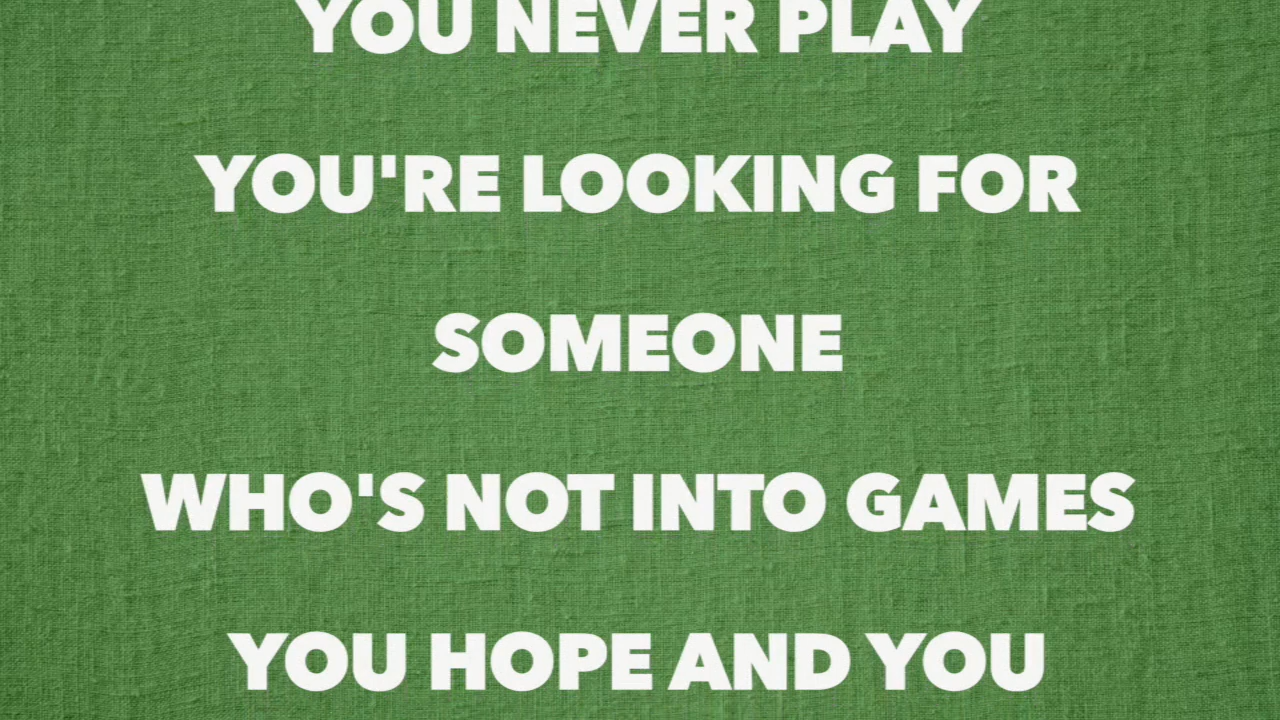 YOU NEVER PLAY
YOU'RE LOOKING FOR
SOMEONE
WHO'S NOT INTO GAMES
YOU HOPE AND YOU